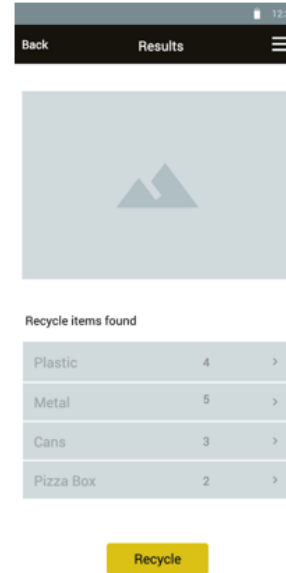 Back Results
Recycle items found
Plastic 4 >
Metal 5 >
Cans 3 >
Pizza Box 2 >
Recycle